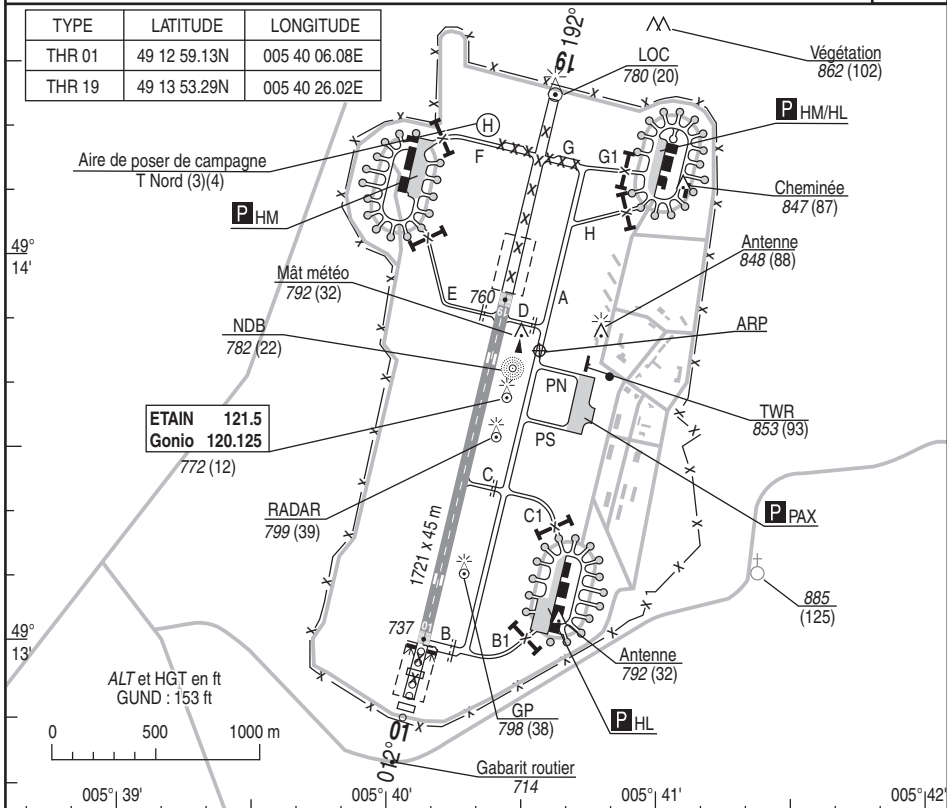 TYPE LATITUDE LONGITUDE
THR 01 49 12 59.13N 005 40 06.08E
THR 19 49 13 53.29N 005 40 26.02E
192°
19
LOC
780 (20)
Végétation
862 (102)
P HM/HL
H
Aire de poser de campagne
T Nord (3)(4)
F
G
G1
Cheminée
847 (87)
P HM
H
49°
14'
Antenne
848 (88)
Mât météo
792 (32)
E
760
A
D
19
NDB
782 (22)
ARP
PN
TWR
853 (93)
ETAIN 121.5
Gonio 120.125
772 (12)
PS
C
RADAR
799 (39)
C1
P PAX
1721 x 45 m
885
(125)
49°
13'
737
01
B
B1
Antenne
792 (32)
ALT et HGT en ft
GUND : 153 ft
GP
798 (38)
P HL
0 500 1000 m
01
012°
Gabarit routier
714
005° 39' 005° 40' 005° 41' 005° 42'